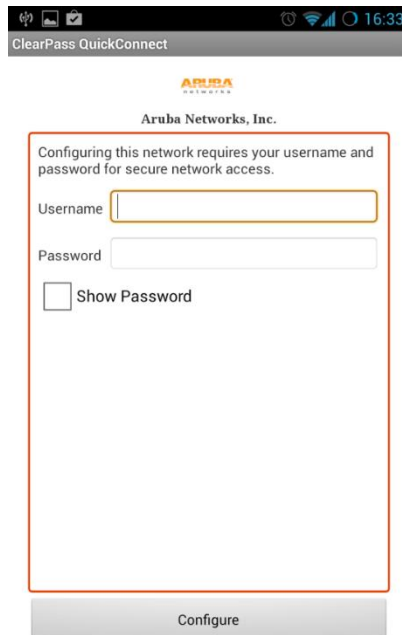 16:33
ClearPass QuickConnect
ARUBA
networks
Aruba Networks, Inc.
Configuring this network requires your username and
password for secure network access.
Username
Password
Show Password
Configure